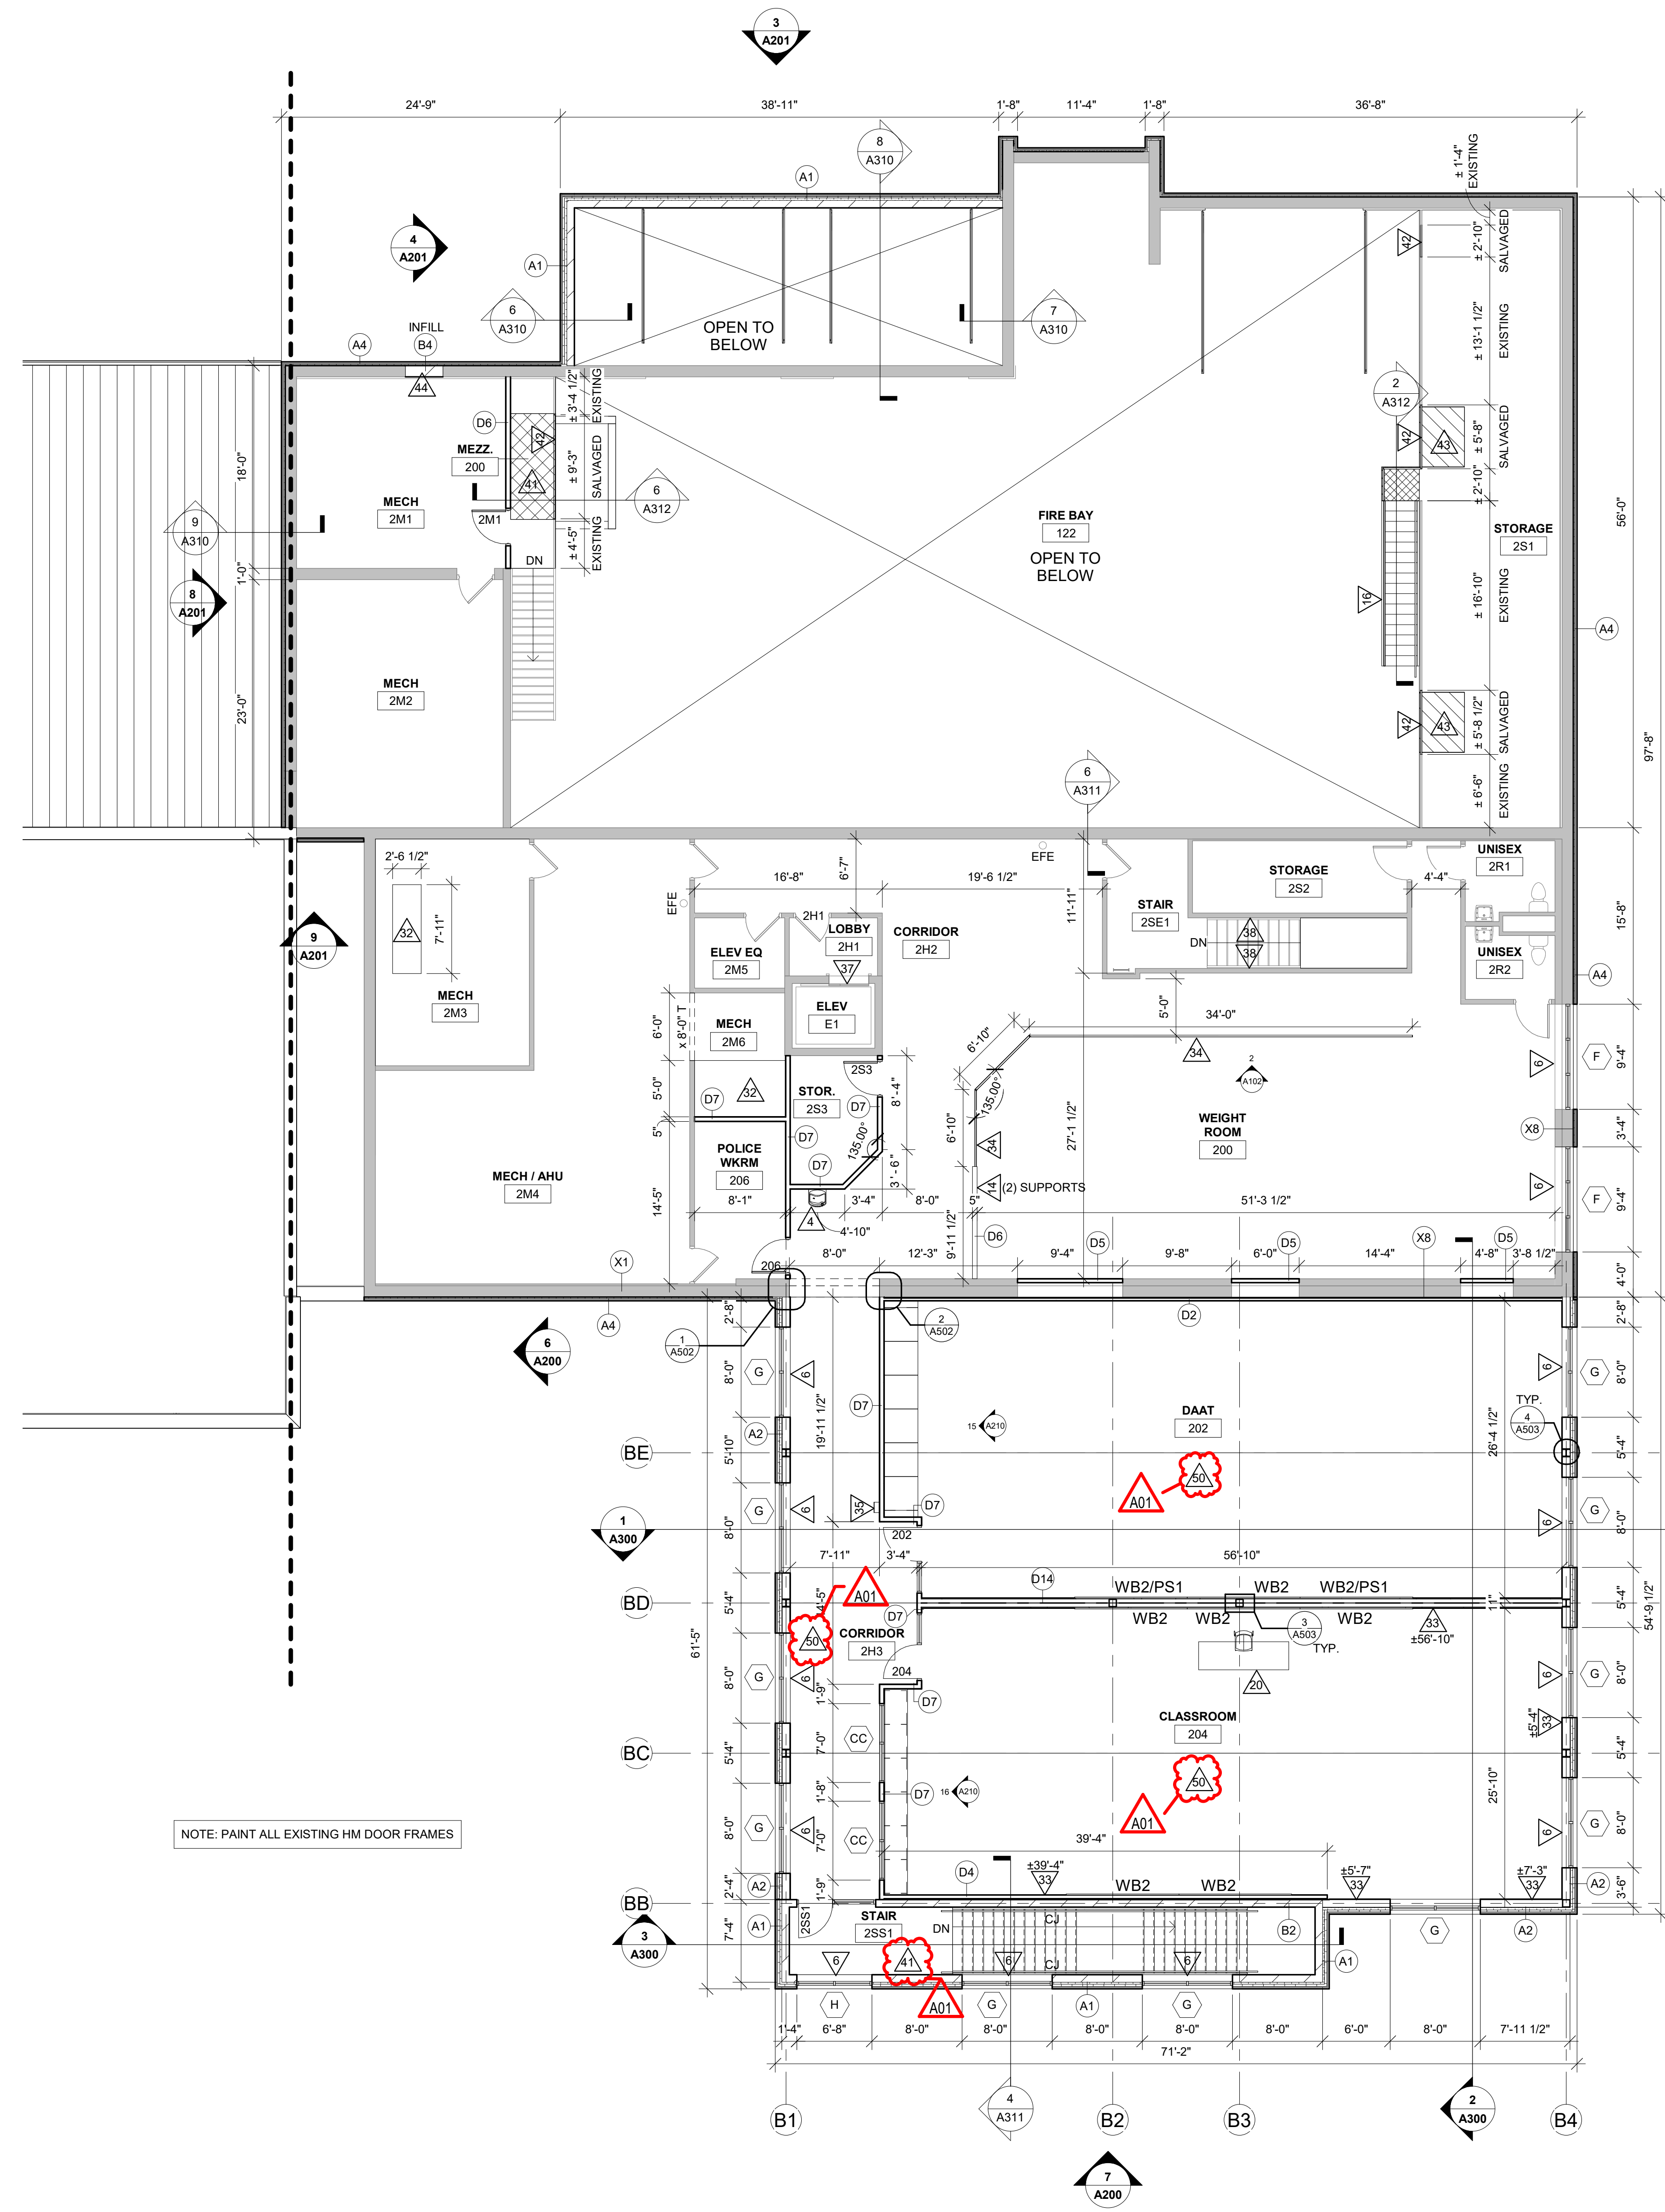 3
A201
24'-9"
38'-11"
1'-8"
11'-4"
1'-8"
36'-8"
8
A310
± 1'-4"
EXISTING
A1
4
A201
A1
± 2'-10"
SALVAGED
42
6
A310
7
A310
OPEN TO
BELOW
± 13'-1 1/2"
EXISTING
INFILL
A4
B4
44
± 3'-4 1/2"
EXISTING
2
A312
D6
42
42
43
± 5'-8"
SALVAGED
MEZZ.
200
± 9'-3"
SALVAGED
41
18'-0"
6
A312
± 2'-10"
MECH
2M1
2M1
9
A310
FIRE BAY
122
OPEN TO
BELOW
STORAGE
2S1
56'-0"
± 4'-5"
EXISTING
DN
1'-0"
8
A201
16
± 16'-10"
EXISTING
A4
MECH
2M2
23'-0"
42
43
± 5'-8 1/2"
SALVAGED
97'-8"
6
A311
± 6'-6"
EXISTING
2'-6 1/2"
7'-11"
32
EFE
16'-8"
6'-7"
19'-6 1/2"
EFE
11'-11"
STORAGE
2S2
4'-4"
UNISEX
2R1
15'-8"
9
A201
2H1
LOBBY
2H1
CORRIDOR
2H2
STAIR
2SE1
DN
38
38
ELEV EQ
2M5
37
UNISEX
2R2
A4
MECH
2M3
ELEV
E1
6'-0"
x 8'-0" T
MECH
2M6
5'-0"
34'-0"
6'-10"
34
2
A102
6
F
9'-4"
2S3
5'-0"
32
STOR.
2S3
D7
D7
8'-4"
135.00°
5"
D7
135.00°
6'-10"
34
27'-1 1/2"
WEIGHT
ROOM
200
X8
3'-4"
POLICE
WKRM
206
D7
3'-6"
MECH / AHU
2M4
14'-5"
8'-1"
3'-4"
8'-0"
5"
14
(2) SUPPORTS
51'-3 1/2"
6
F
9'-4"
4
4'-10"
9'-11 1/2"
D6
X1
206
8'-0"
12'-3"
9'-4"
D5
9'-8"
6'-0"
D5
14'-4"
X8
4'-8"
D5
3'-8 1/2"
4'-0"
A4
6
A200
1
A502
2
A502
D2
2'-8"
2'-8"
G
8'-0"
6
19'-11 1/2"
D7
6
G
8'-0"
DAAT
202
15
A210
TYP.
4
A503
26'-4 1/2"
BE
A2
5'-10"
5'-4"
50
A01
G
8'-0"
6
35
D7
202
6
G
8'-0"
1
A300
7'-11"
3'-4"
56'-10"
D14
WB2/PS1
WB2
WB2/PS1
BD
5'-4"
4'-5"
A01
D7
WB2
WB2
WB2
11"
5'-4"
54'-9 1/2"
50
CORRIDOR
2H3
3
A503
TYP.
33
±56'-10"
61'-5"
204
G
8'-0"
6
1'-9"
D7
20
6
G
8'-0"
CLASSROOM
204
BC
5'-4"
CC
7'-0"
±5'-4"
33
5'-4"
1'-8"
D7
16
A210
50
A01
25'-10"
NOTE: PAINT ALL EXISTING HM DOOR FRAMES
G
8'-0"
6
CC
7'-0"
39'-4"
6
G
8'-0"
A2
2'-4"
1'-9"
D4
±39'-4"
33
WB2
WB2
±5'-7"
33
±7'-3"
33
A2
3'-6"
BB
3
A300
A1
7'-4"
2SS1
STAIR
2SS1
DN
CJ
B2
G
A2
6
41
6
CJ
6
A1
H
A01
G
A1
G
1'-4"
6'-8"
8'-0"
8'-0"
8'-0"
8'-0"
8'-0"
6'-0"
8'-0"
7'-11 1/2"
71'-2"
4
A311
2
A300
B1
B2
B3
B4
7
A200